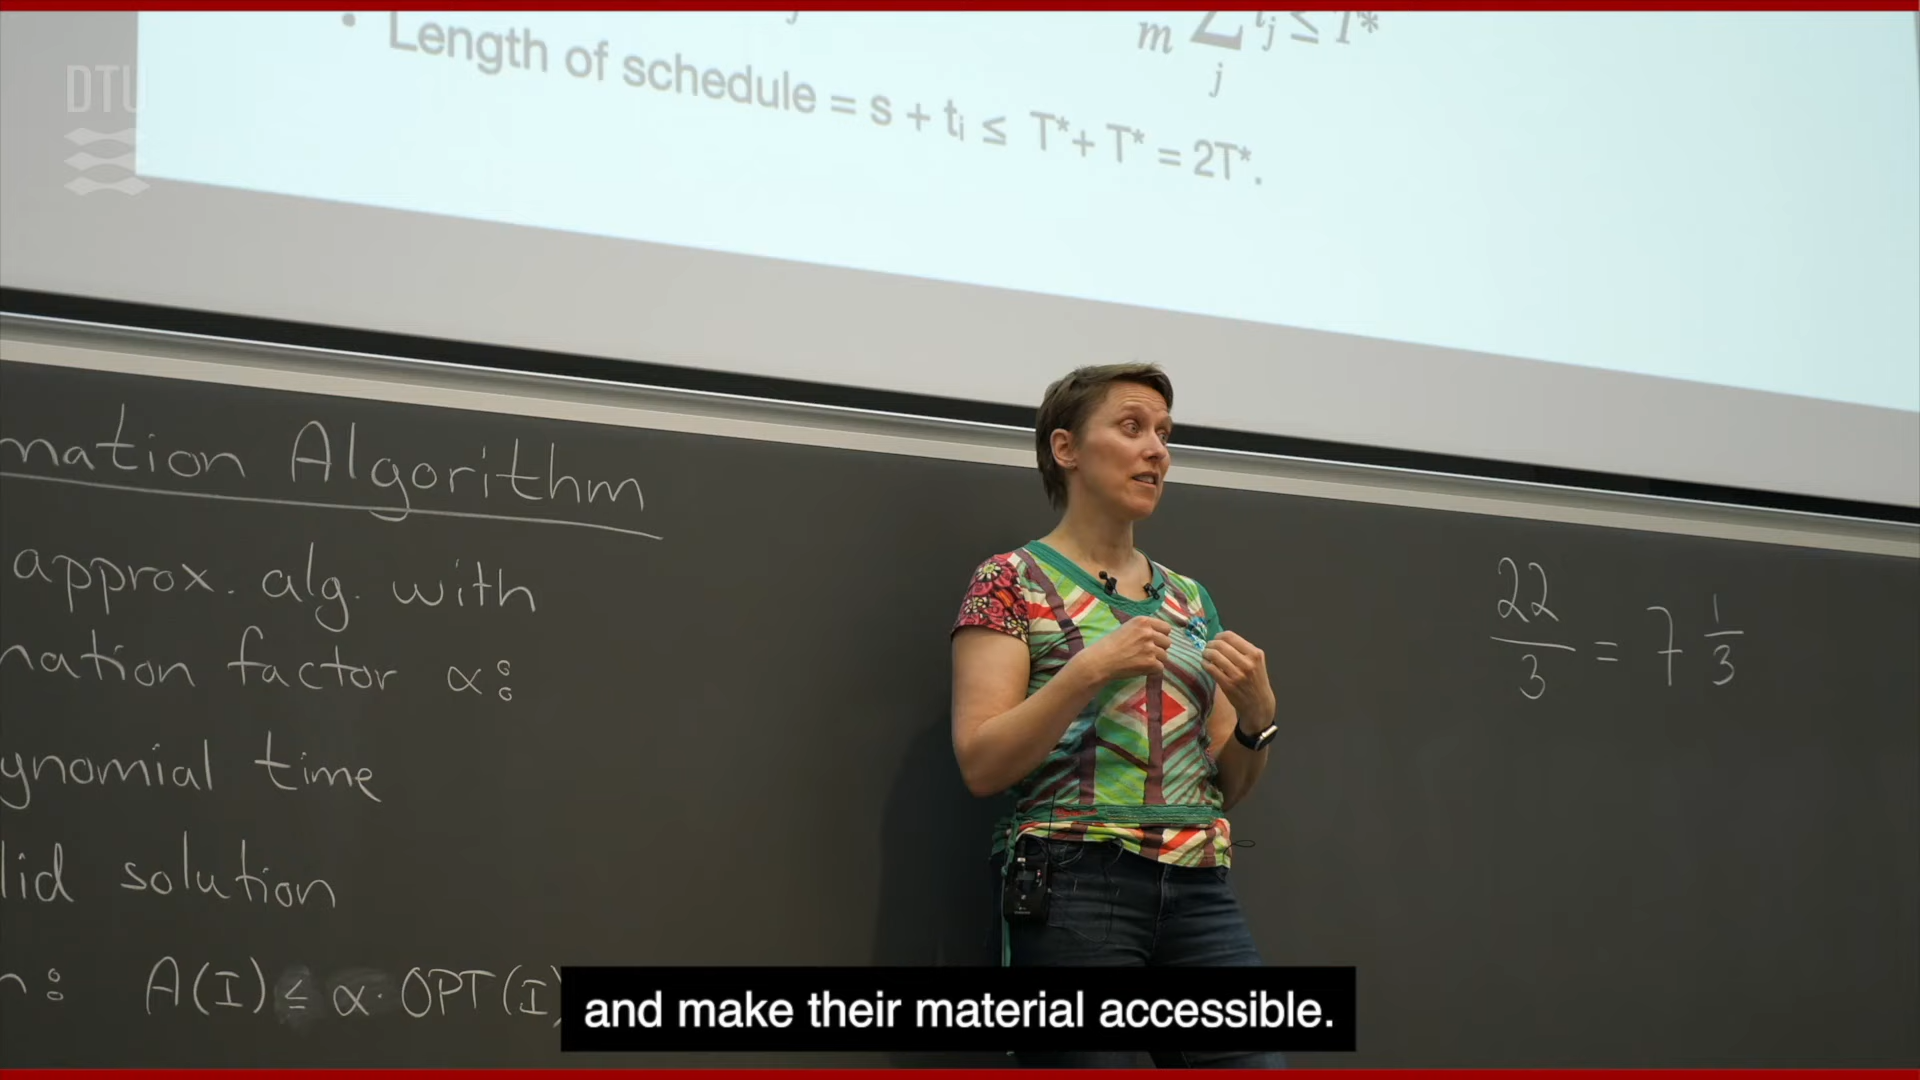 m ∑ tj ≤ T*
j
• Length of schedule = s + ti ≤ T* + T* = 2T*.
DTU
mation Algorithm
approx. alg. with
mation factor α:
ynomial time
lid solution
n: A(I) ≤ α · OPT(I)
22
— = 7 1/3
3
and make their material accessible.